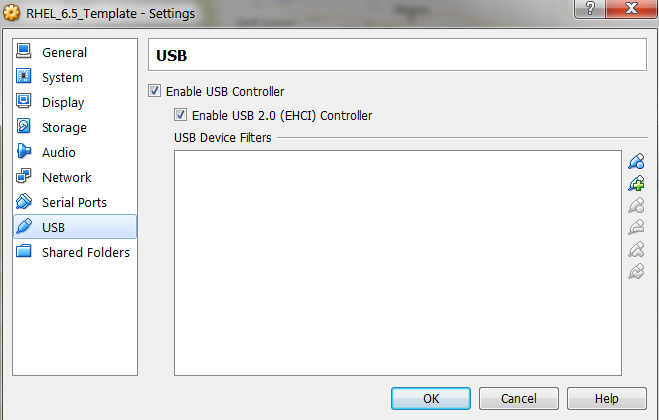 RHEL_6.5_Template - Settings
General
System
Display
Storage
Audio
Network
Serial Ports
USB
Shared Folders
USB
Enable USB Controller
Enable USB 2.0 (EHCI) Controller
USB Device Filters
OK
Cancel
Help